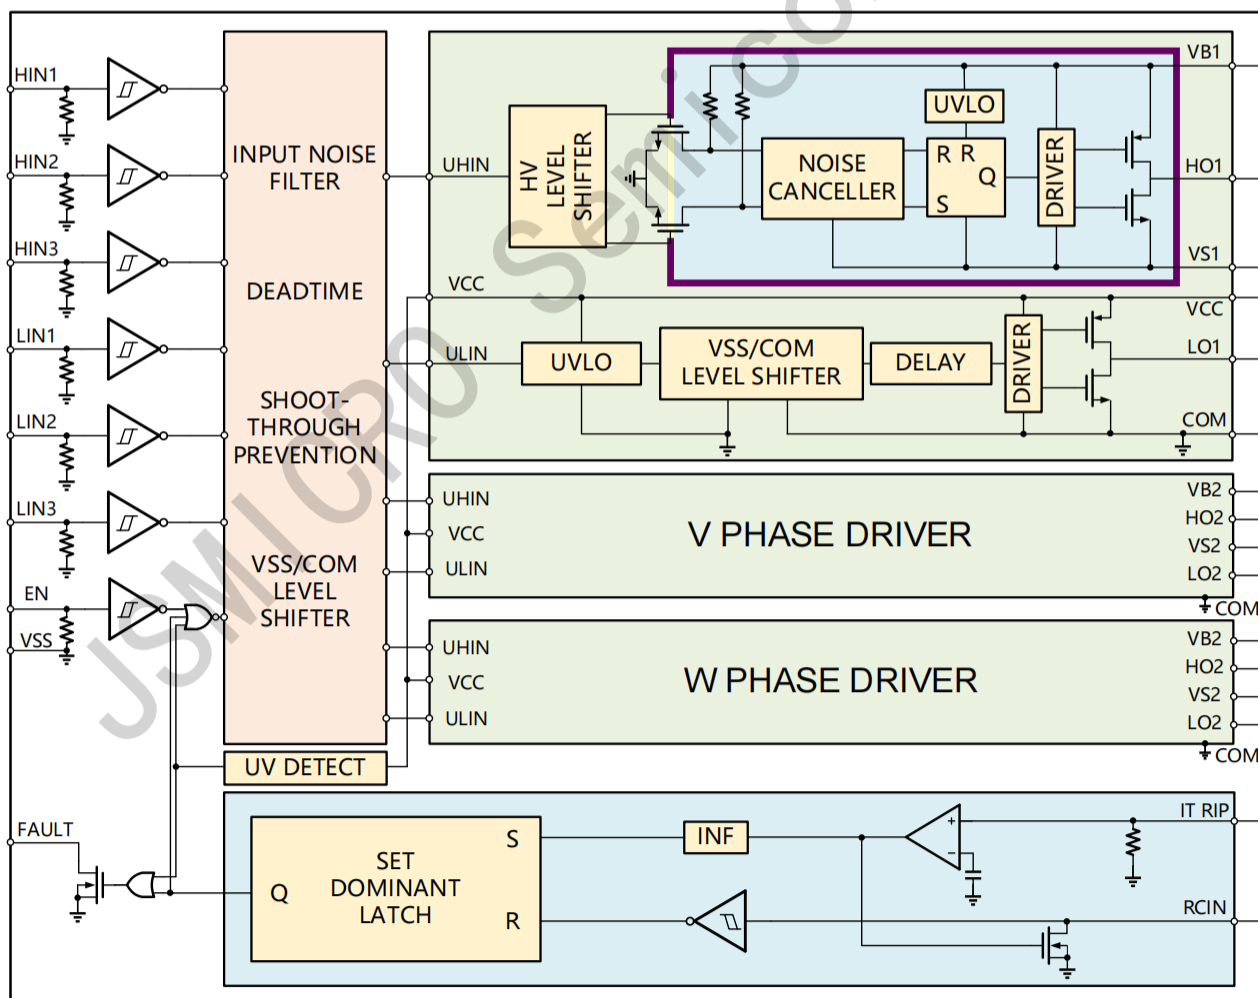 HIN1
HIN2
HIN3
LIN1
LIN2
LIN3
EN
VSS
FAULT
INPUT NOISE
FILTER
DEADTIME
SHOOT-
THROUGH
PREVENTION
VSS/COM
LEVEL
SHIFTER
UV DETECT
UHIN
HV
LEVEL
SHIFTER
NOISE
CANCELLER
UVLO
R R
Q
S
DRIVER
VB1
HO1
VS1
VCC
VCC
ULIN
UVLO
VSS/COM
LEVEL SHIFTER
DELAY
DRIVER
LO1
COM
UHIN
VCC
ULIN
V PHASE DRIVER
VB2
HO2
VS2
LO2
COM
UHIN
VCC
ULIN
W PHASE DRIVER
VB2
HO2
VS2
LO2
COM
SET
DOMINANT
LATCH
Q
S
R
INF
+
−
IT RIP
RCIN
JSMICRO Semico